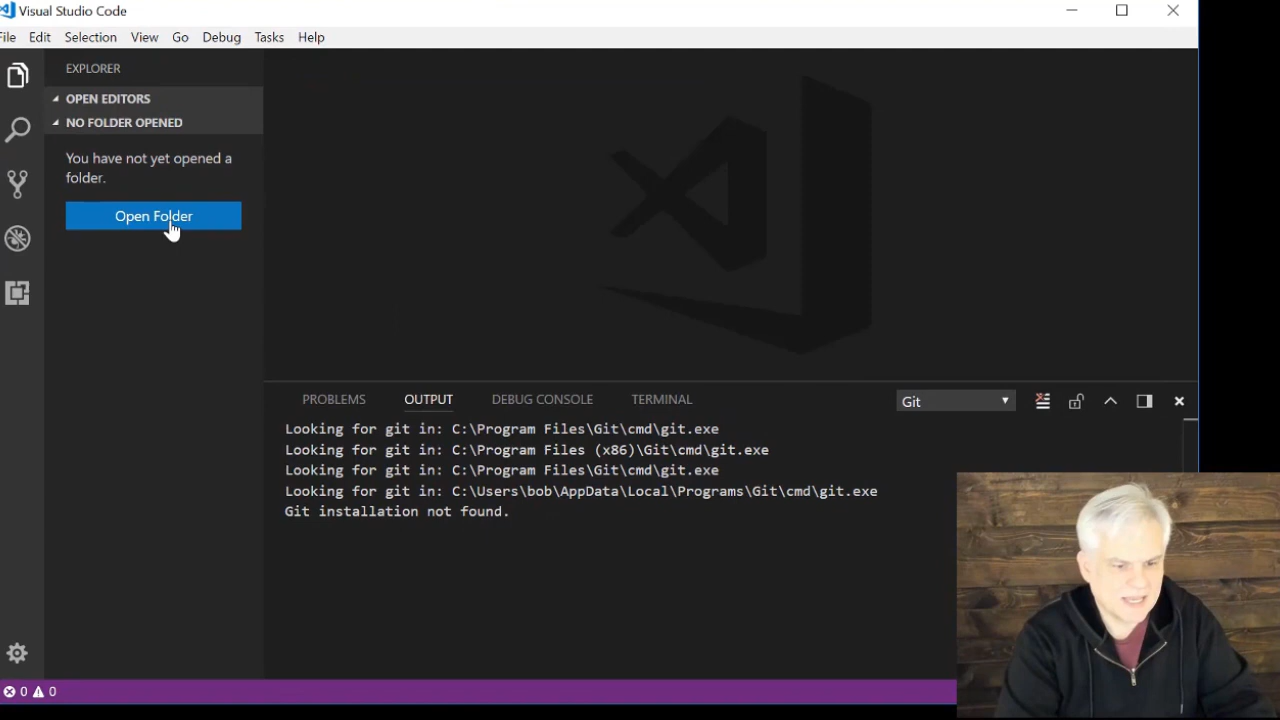 Visual Studio Code
File Edit Selection View Go Debug Tasks Help
EXPLORER
OPEN EDITORS
NO FOLDER OPENED
You have not yet opened a
folder.
Open Folder
PROBLEMS OUTPUT DEBUG CONSOLE TERMINAL Git
Looking for git in: C:\Program Files\Git\cmd\git.exe
Looking for git in: C:\Program Files (x86)\Git\cmd\git.exe
Looking for git in: C:\Program Files\Git\cmd\git.exe
Looking for git in: C:\Users\bob\AppData\Local\Programs\Git\cmd\git.exe
Git installation not found.
0 0